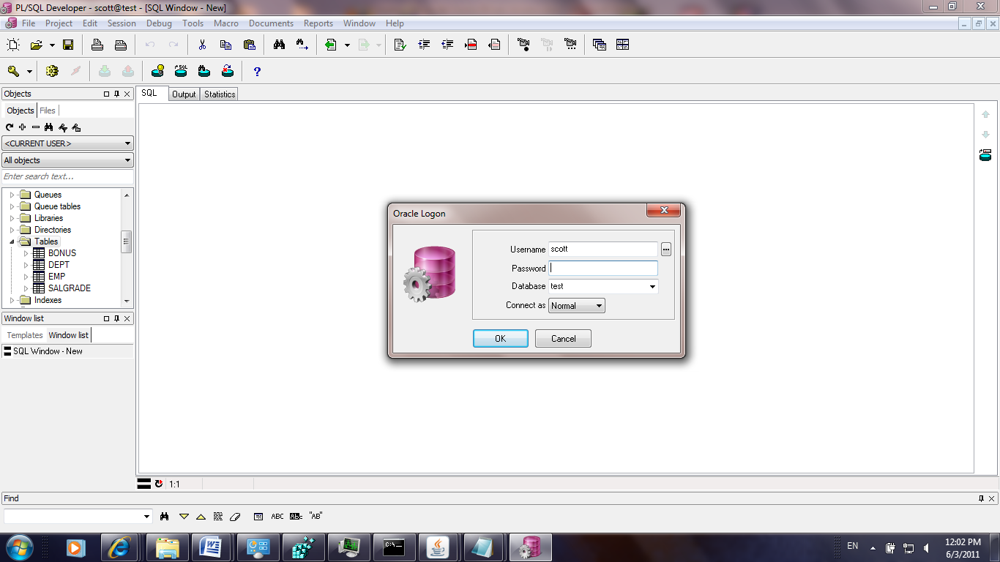 PL/SQL Developer - scott@test - [SQL Window - New]
File Project Edit Session Debug Tools Macro Documents Reports Window Help
SQL
?
Objects
SQL Output Statistics
Objects Files
<CURRENT USER>
All objects
Enter search text...
Queues
Queue tables
Libraries
Directories
Tables
BONUS
DEPT
EMP
SALGRADE
Indexes
Oracle Logon
Username scott
Password
Database test
Connect as Normal
OK Cancel
Window list
Templates Window list
SQL Window - New
1:1
Find
ABC "AB"
C:\.
EN
12:02 PM
6/3/2011